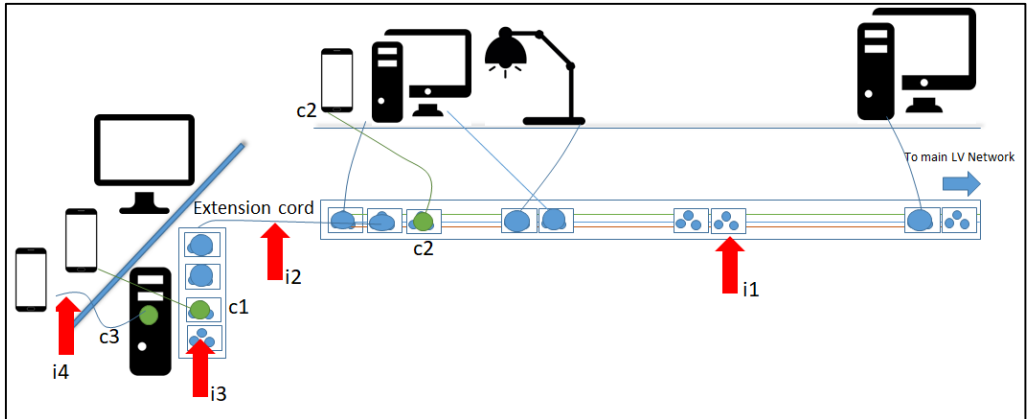 c2
To main LV Network
Extension cord
c2
i2
i1
c1
c3
i4
i3